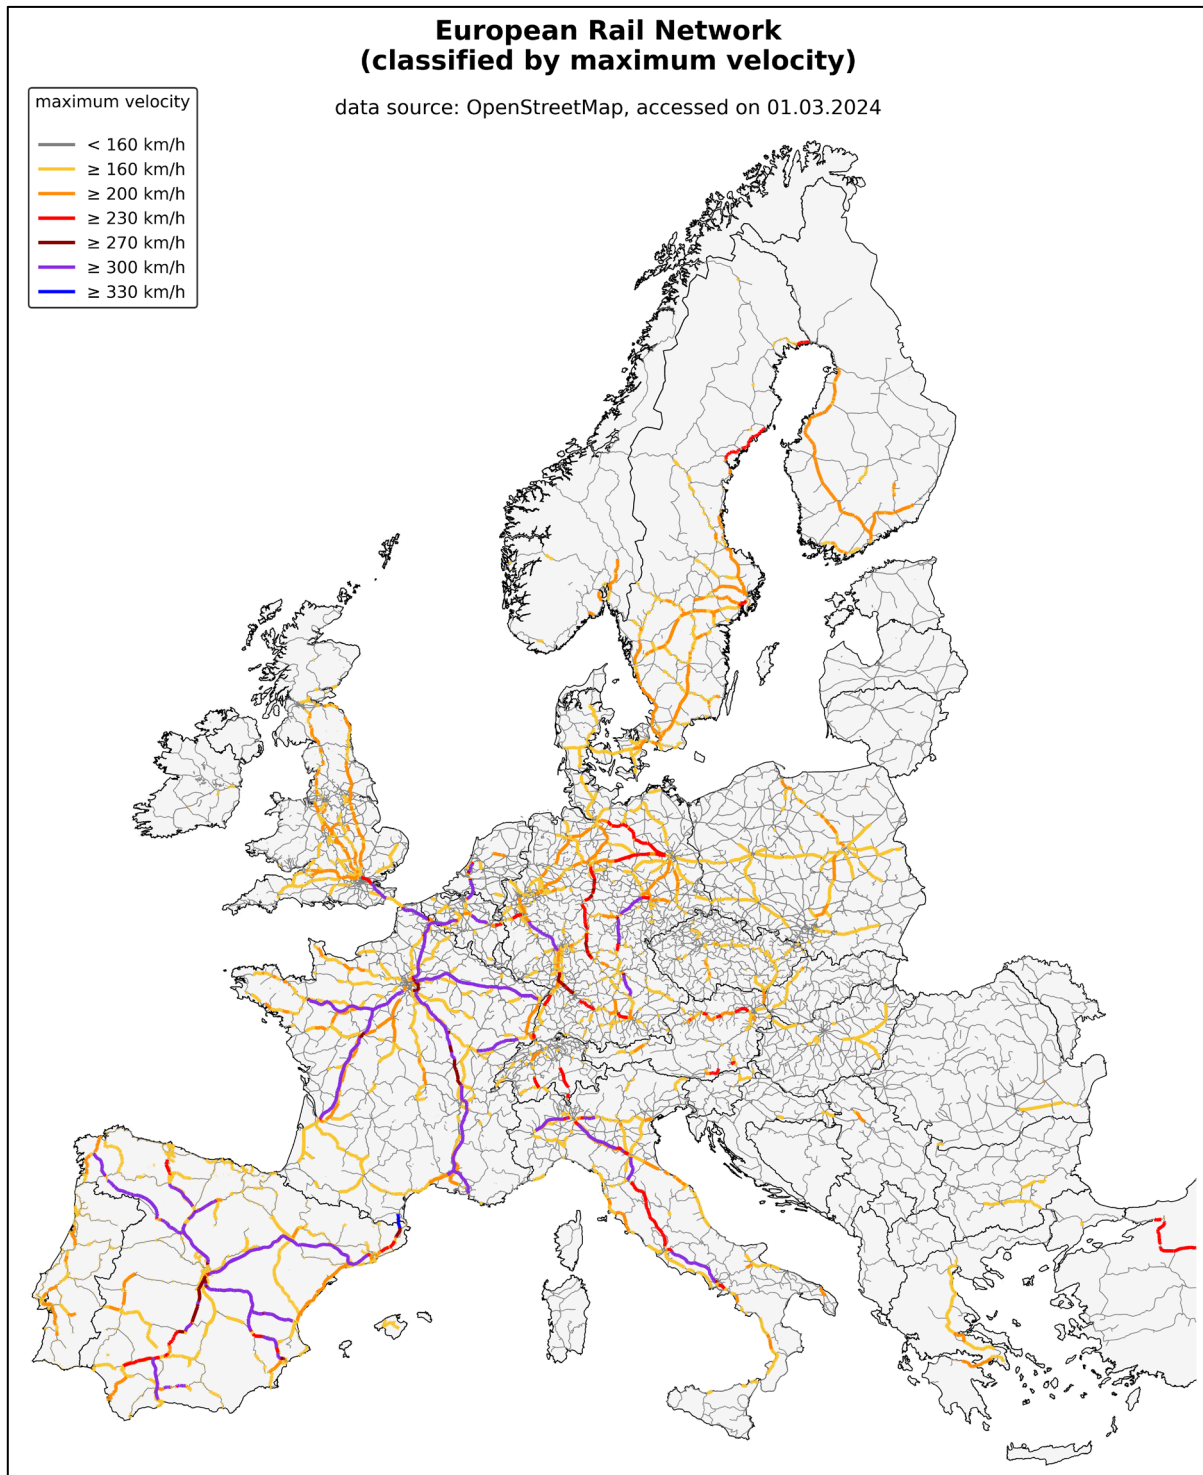 European Rail Network
(classified by maximum velocity)
data source: OpenStreetMap, accessed on 01.03.2024
maximum velocity
< 160 km/h
≥ 160 km/h
≥ 200 km/h
≥ 230 km/h
≥ 270 km/h
≥ 300 km/h
≥ 330 km/h